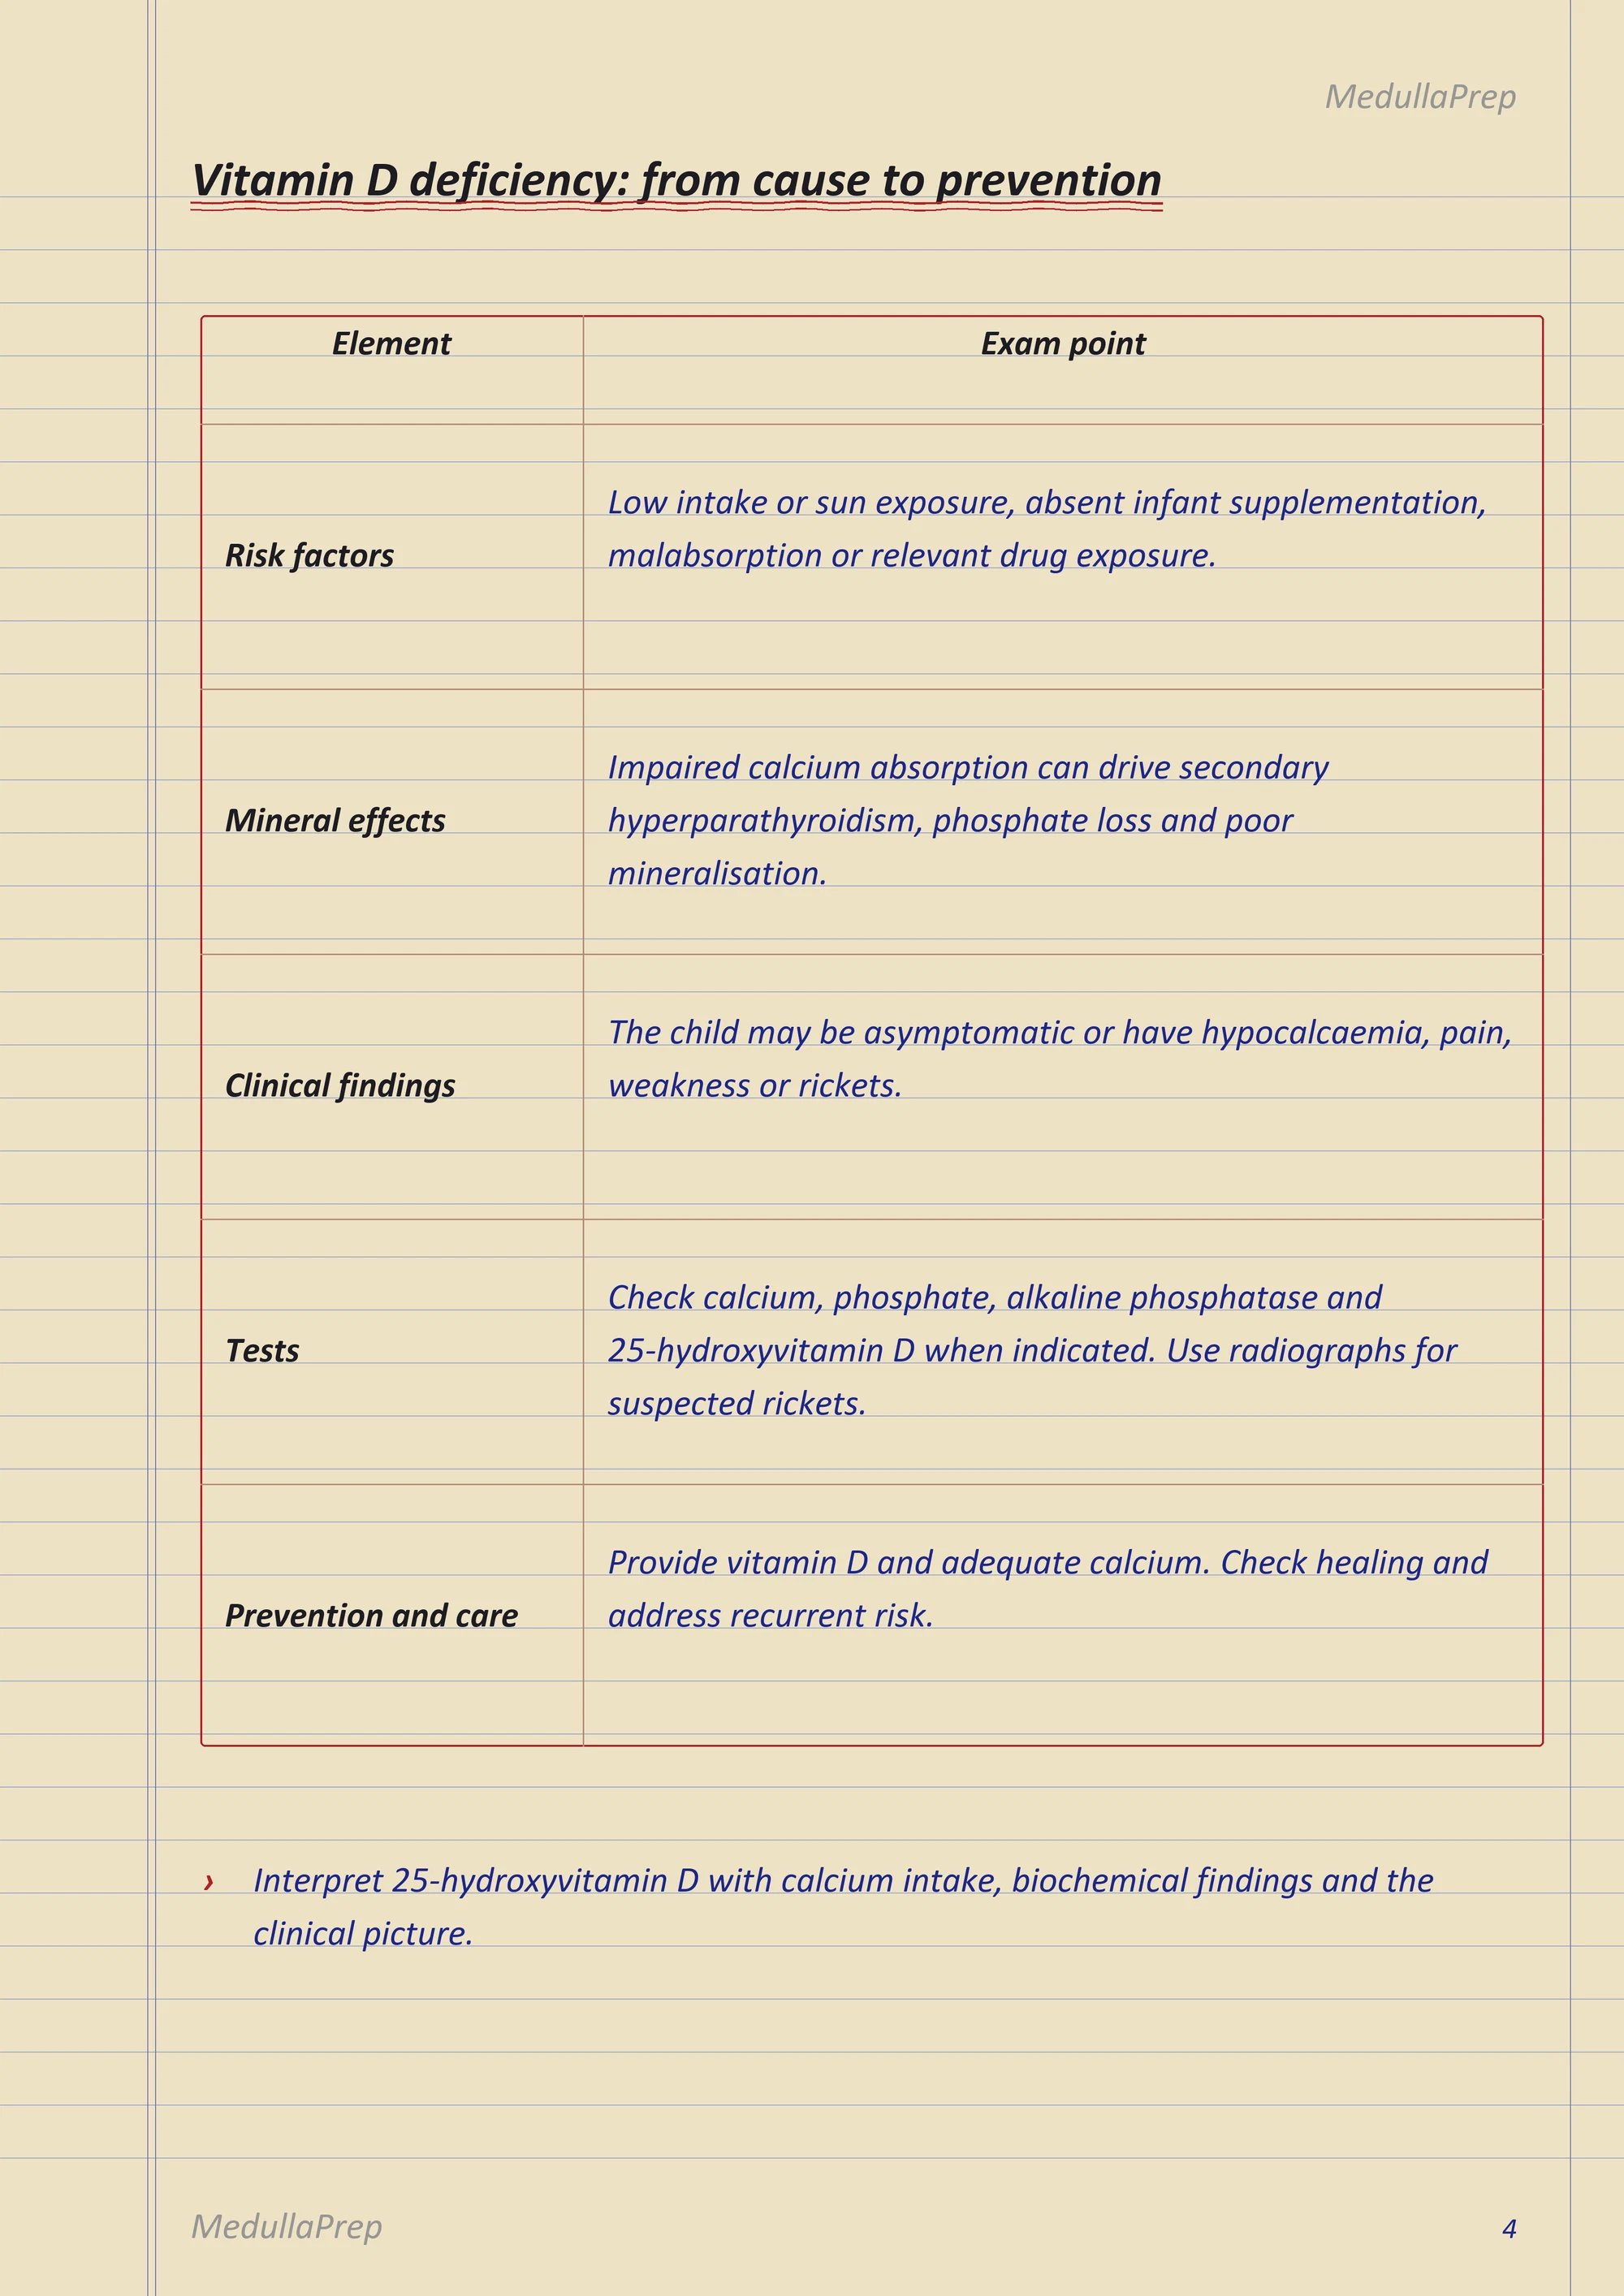 MedullaPrep
Vitamin D deficiency: from cause to prevention
Element
Exam point
Risk factors
Low intake or sun exposure, absent infant supplementation,
malabsorption or relevant drug exposure.
Mineral effects
Impaired calcium absorption can drive secondary
hyperparathyroidism, phosphate loss and poor
mineralisation.
Clinical findings
The child may be asymptomatic or have hypocalcaemia, pain,
weakness or rickets.
Tests
Check calcium, phosphate, alkaline phosphatase and
25-hydroxyvitamin D when indicated. Use radiographs for
suspected rickets.
Prevention and care
Provide vitamin D and adequate calcium. Check healing and
address recurrent risk.
› Interpret 25-hydroxyvitamin D with calcium intake, biochemical findings and the
clinical picture.
MedullaPrep
4